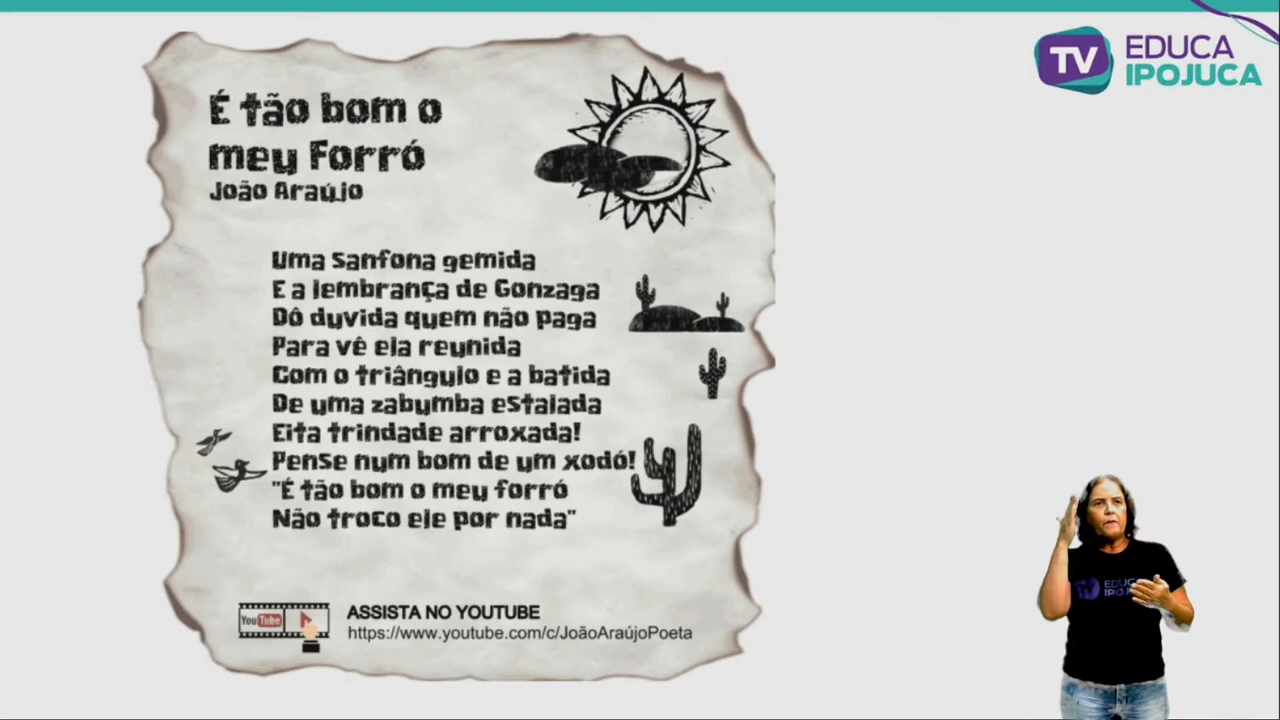 TV EDUCA
IPOJUCA
É tão bom o
meu Forró
João Araújo
Uma Sanfona gemida
E a lembrança de Gonzaga
Dô duvida quem não paga
Para vê ela reunida
Com o triângulo e a batida
De uma zabumba estalada
Eita trindade arroxada!
Pense num bom de um xodó!
"É tão bom o meu forró
Não troco ele por nada"
YouTube
ASSISTA NO YOUTUBE
https://www.youtube.com/c/JoãoAraújoPoeta